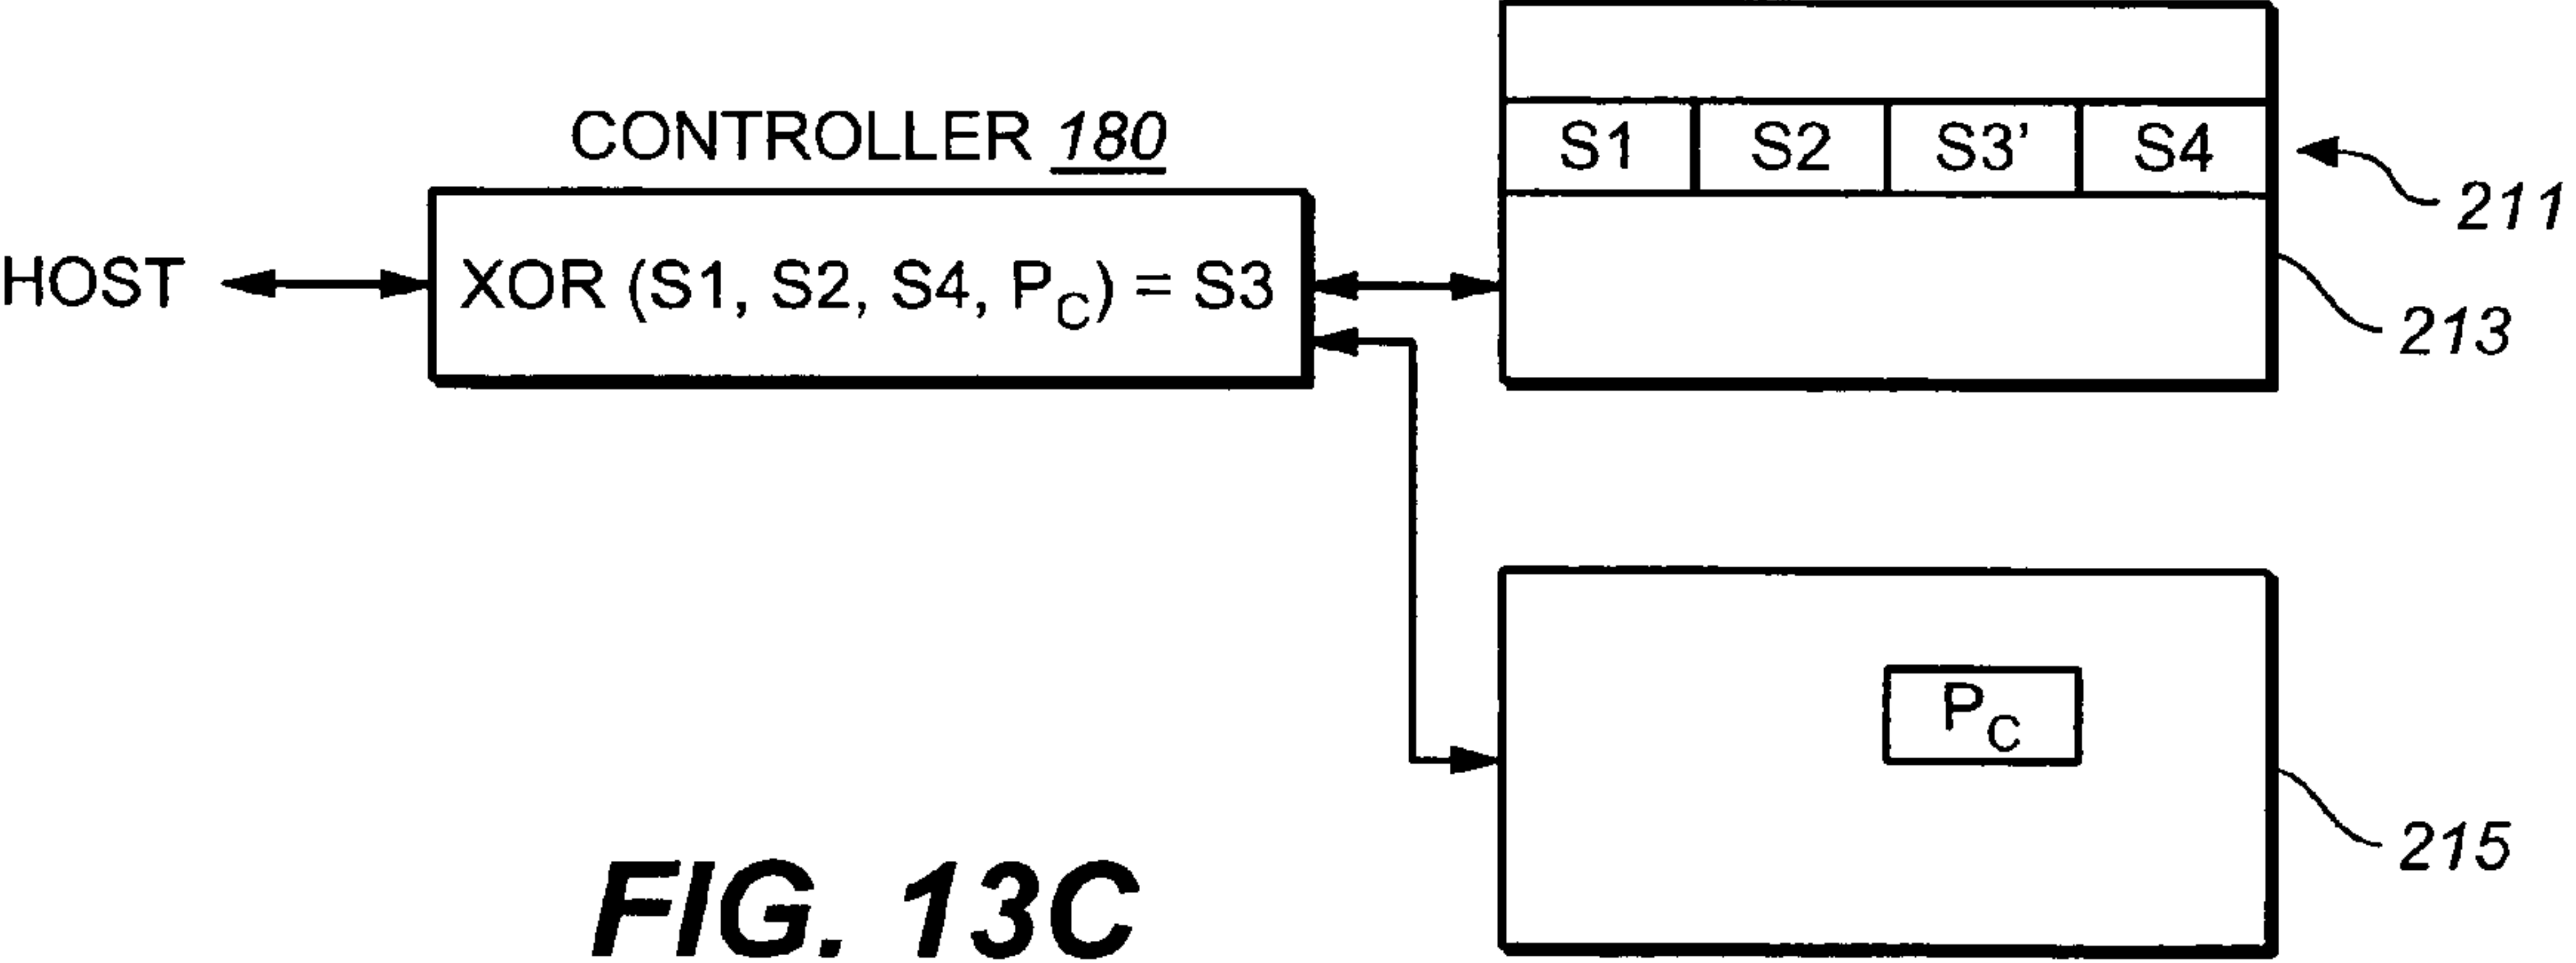 CONTROLLER 180
HOST
XOR (S1, S2, S4, PC) = S3
S1 S2 S3’ S4
211
213
PC
215
FIG. 13C